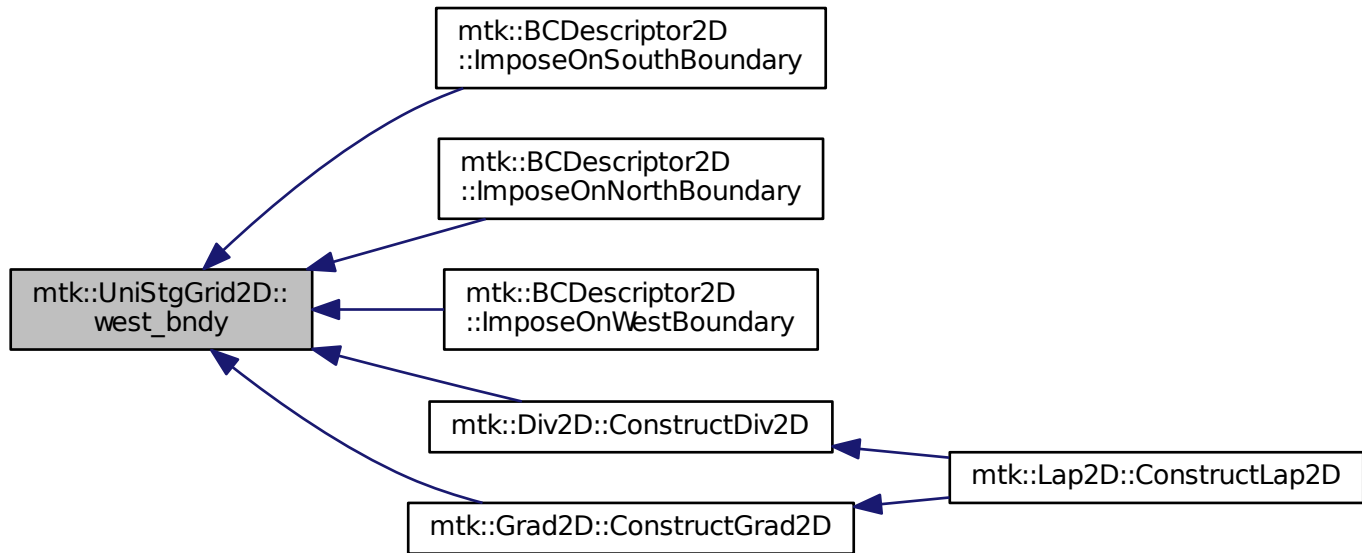 mtk::BCDescriptor2D
::ImposeOnSouthBoundary
mtk::BCDescriptor2D
::ImposeOnNorthBoundary
mtk::UniStgGrid2D::
west_bndy
mtk::BCDescriptor2D
::ImposeOnWestBoundary
mtk::Div2D::ConstructDiv2D
mtk::Lap2D::ConstructLap2D
mtk::Grad2D::ConstructGrad2D